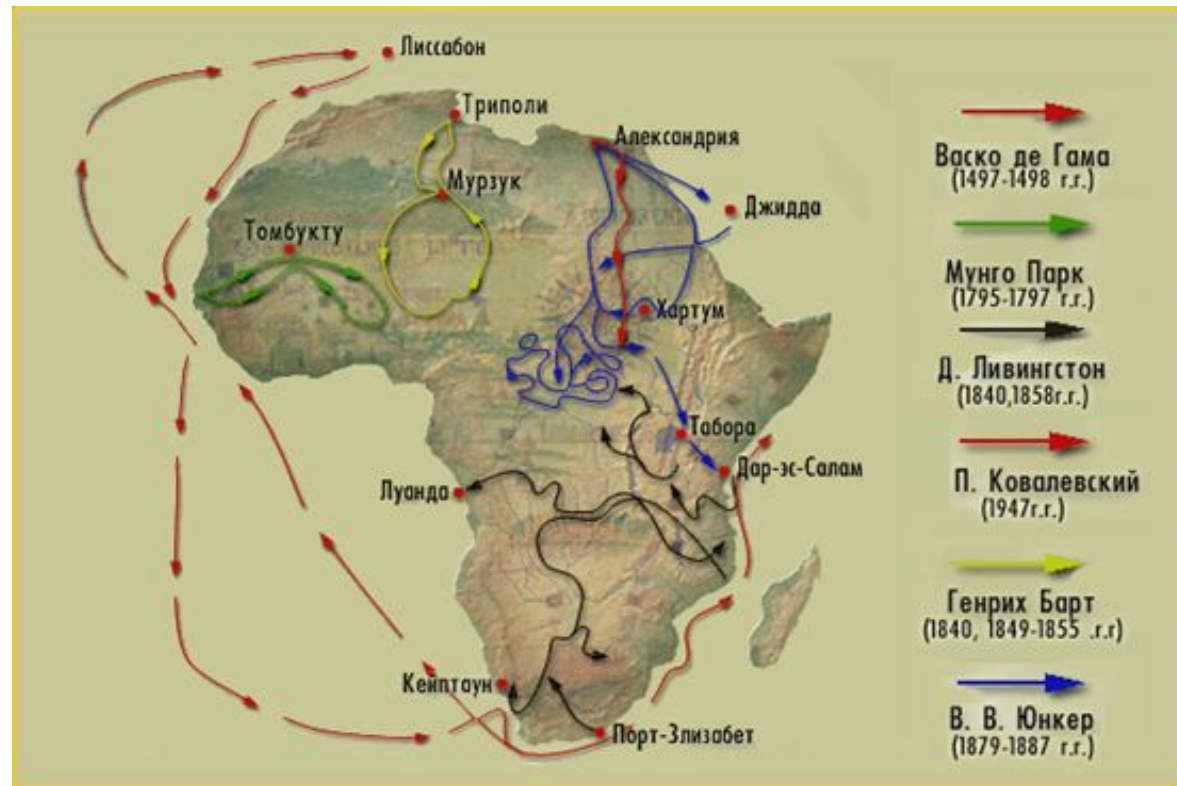 Лиссабон
Триполи
Александрия
Мурзук
Джидда
Томбукту
Хартум
Табора
Дар-эс-Салам
Луанда
Кейптаун
Порт-Злизабет
Васко де Гама
(1497-1498 г.г.)
Мунго Парк
(1795-1797 г.г.)
Д. Ливингстон
(1840,1858г.г.)
П. Ковалевский
(1947г.г.)
Генрих Барт
(1840, 1849-1855 .г.г)
В. В. Юнкер
(1879-1887 г.г.)